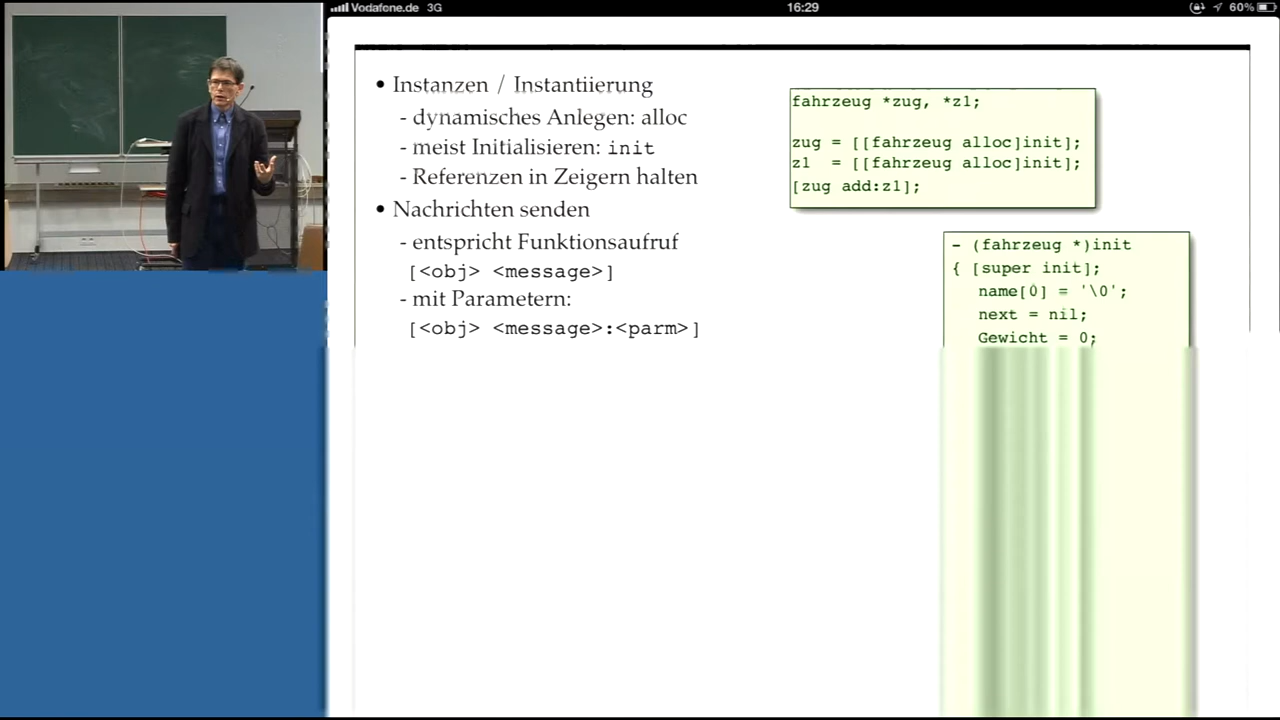 Vodafone.de 3G 16:29 60%
• Instanzen / Instantiierung
- dynamisches Anlegen: alloc
- meist Initialisieren: init
- Referenzen in Zeigern halten
• Nachrichten senden
- entspricht Funktionsaufruf
[<obj> <message>]
- mit Parametern:
[<obj> <message>:<parm>]
fahrzeug *zug, *z1;
zug = [[fahrzeug alloc]init];
z1 = [[fahrzeug alloc]init];
[zug add:z1];
- (fahrzeug *)init
{ [super init];
name[0] = '\0';
next = nil;
Gewicht = 0;